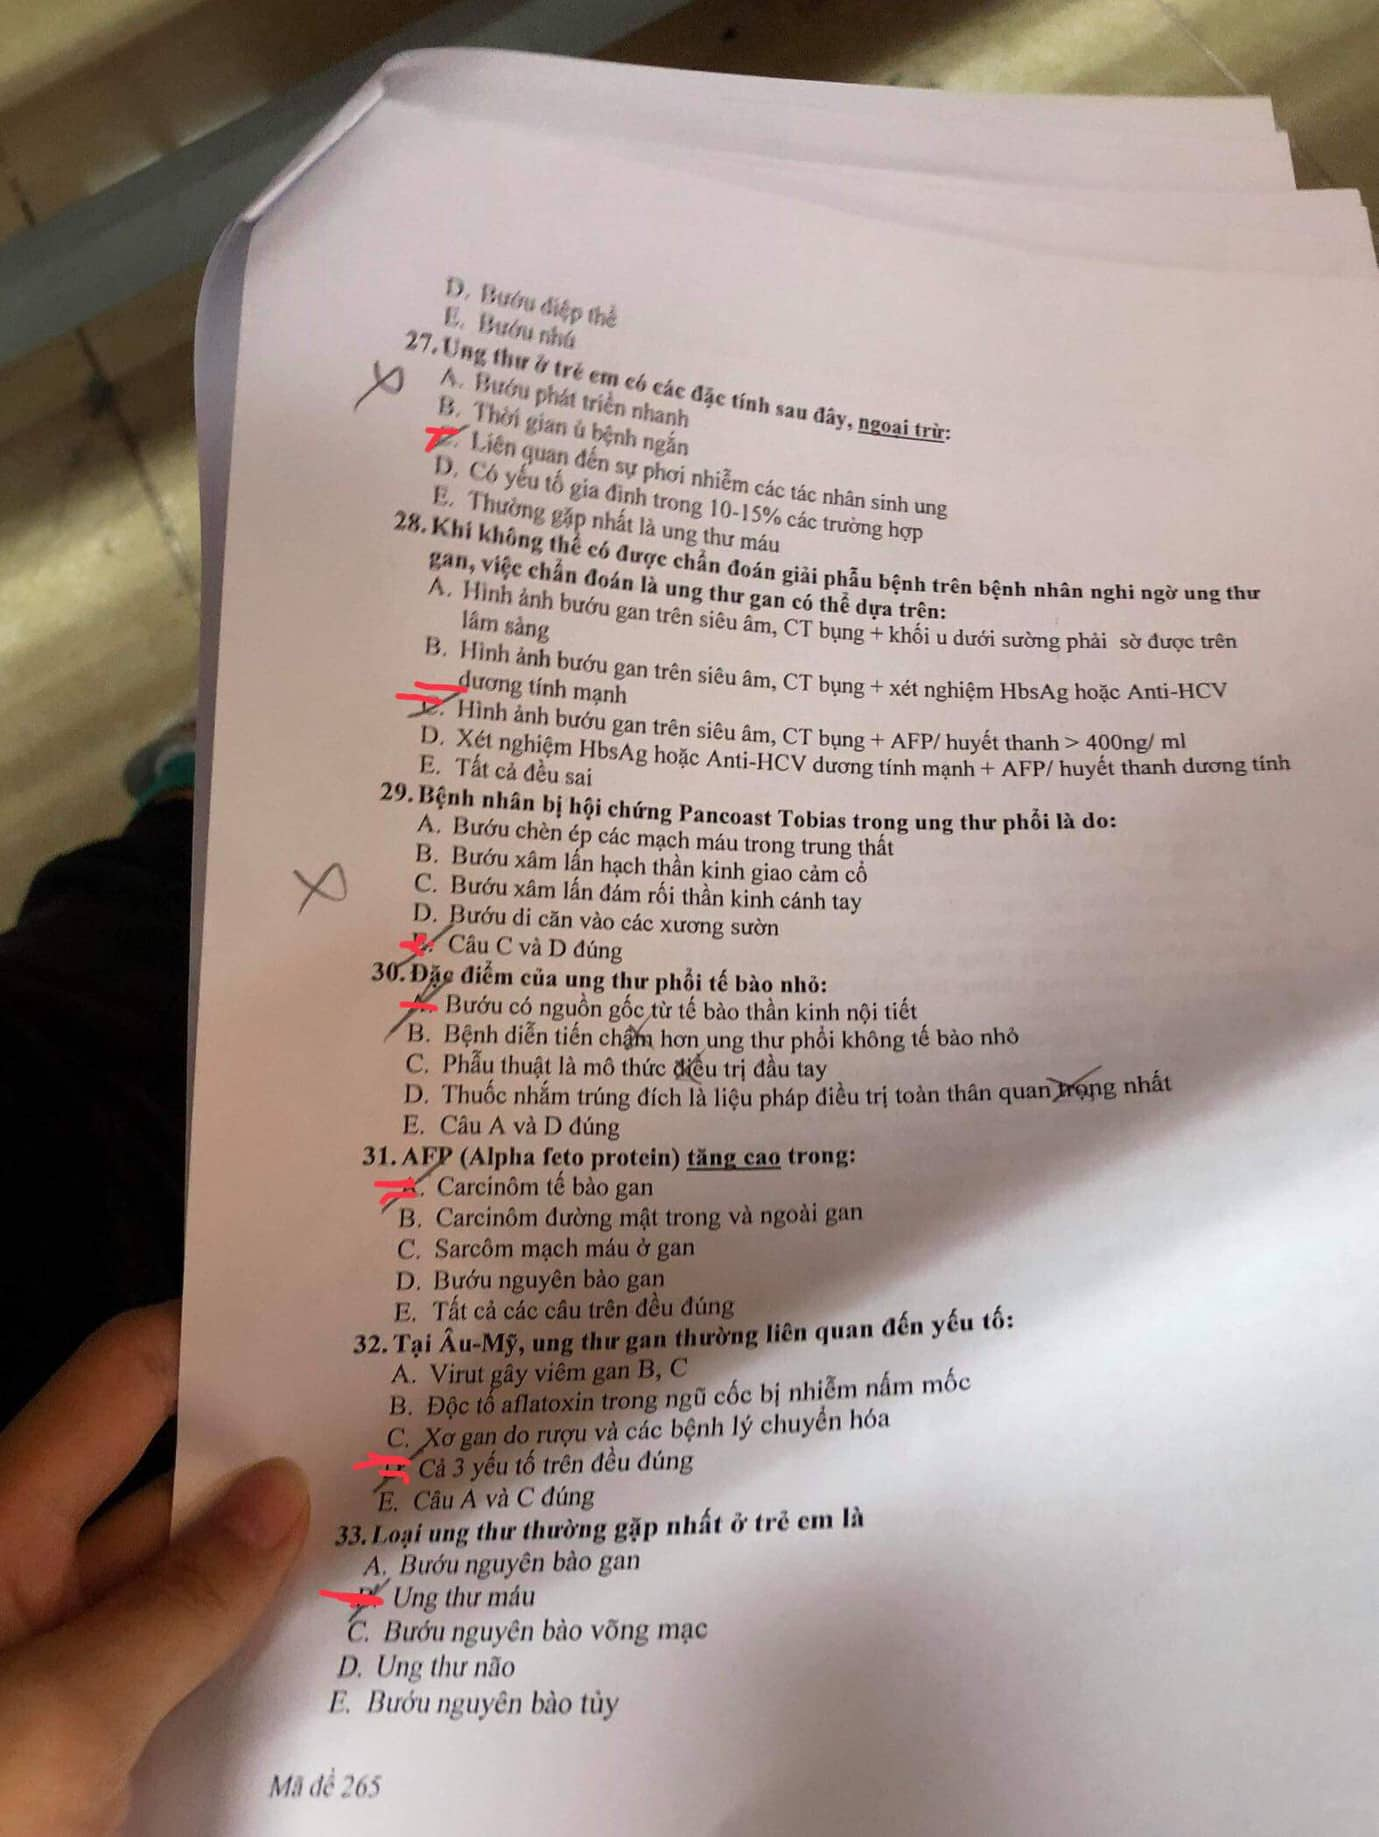 D. Bướu điệp thể
E. Bướu nhú
27. Ung thư ở trẻ em có các đặc tính sau đây, ngoại trừ:
A. Bướu phát triển nhanh
B. Thời gian ủ bệnh ngắn
C. Liên quan đến sự phơi nhiễm các tác nhân sinh ung
D. Có yếu tố gia đình trong 10-15% các trường hợp
E. Thường gặp nhất là ung thư máu
28. Khi không thể có được chẩn đoán giải phẫu bệnh trên bệnh nhân nghi ngờ ung thư
gan, việc chẩn đoán là ung thư gan có thể dựa trên:
A. Hình ảnh bướu gan trên siêu âm, CT bụng + khối u dưới sườn phải sờ được trên
lâm sàng
B. Hình ảnh bướu gan trên siêu âm, CT bụng + xét nghiệm HbsAg hoặc Anti-HCV
dương tính mạnh
C. Hình ảnh bướu gan trên siêu âm, CT bụng + AFP/ huyết thanh > 400ng/ ml
D. Xét nghiệm HbsAg hoặc Anti-HCV dương tính mạnh + AFP/ huyết thanh dương tính
E. Tất cả đều sai
29. Bệnh nhân bị hội chứng Pancoast Tobias trong ung thư phổi là do:
A. Bướu chèn ép các mạch máu trong trung thất
B. Bướu xâm lấn hạch thần kinh giao cảm cổ
C. Bướu xâm lấn đám rối thần kinh cánh tay
D. Bướu di căn vào các xương sườn
E. Câu C và D đúng
30. Đặc điểm của ung thư phổi tế bào nhỏ:
A. Bướu có nguồn gốc từ tế bào thần kinh nội tiết
B. Bệnh diễn tiến chậm hơn ung thư phổi không tế bào nhỏ
C. Phẫu thuật là mô thức điều trị đầu tay
D. Thuốc nhắm trúng đích là liệu pháp điều trị toàn thân quan trọng nhất
E. Câu A và D đúng
31. AFP (Alpha feto protein) tăng cao trong:
A. Carcinôm tế bào gan
B. Carcinôm đường mật trong và ngoài gan
C. Sarcôm mạch máu ở gan
D. Bướu nguyên bào gan
E. Tất cả các câu trên đều đúng
32. Tại Âu-Mỹ, ung thư gan thường liên quan đến yếu tố:
A. Virut gây viêm gan B, C
B. Độc tố aflatoxin trong ngũ cốc bị nhiễm nấm mốc
C. Xơ gan do rượu và các bệnh lý chuyển hóa
D. Cả 3 yếu tố trên đều đúng
E. Câu A và C đúng
33. Loại ung thư thường gặp nhất ở trẻ em là
A. Bướu nguyên bào gan
B. Ung thư máu
C. Bướu nguyên bào võng mạc
D. Ung thư não
E. Bướu nguyên bào tủy
Mã đề 265